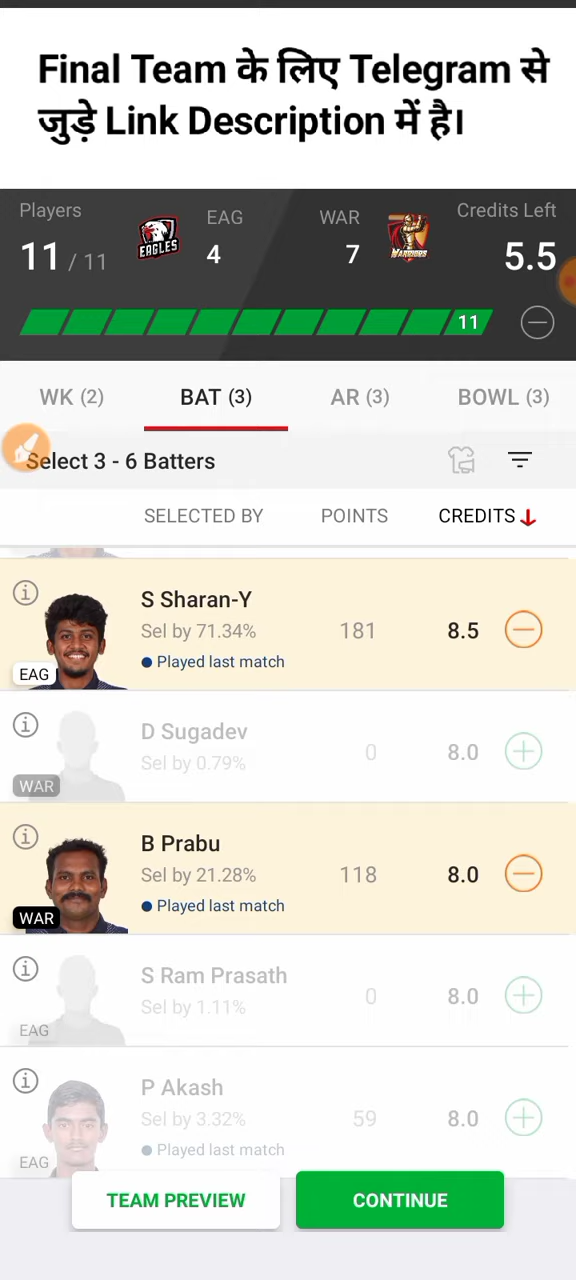 Final Team के लिए Telegram से
जुड़े Link Description में है।
Players
EAG
WAR
Credits Left
11 / 11
EAGLES
4
7
WARRIORS
5.5
11
WK (2)
BAT (3)
AR (3)
BOWL (3)
Select 3 - 6 Batters
SELECTED BY
POINTS
CREDITS
S Sharan-Y
Sel by 71.34%
181
8.5
Played last match
EAG
D Sugadev
Sel by 0.79%
0
8.0
WAR
B Prabu
Sel by 21.28%
118
8.0
Played last match
WAR
S Ram Prasath
Sel by 1.11%
0
8.0
EAG
P Akash
Sel by 3.32%
59
8.0
Played last match
EAG
TEAM PREVIEW
CONTINUE